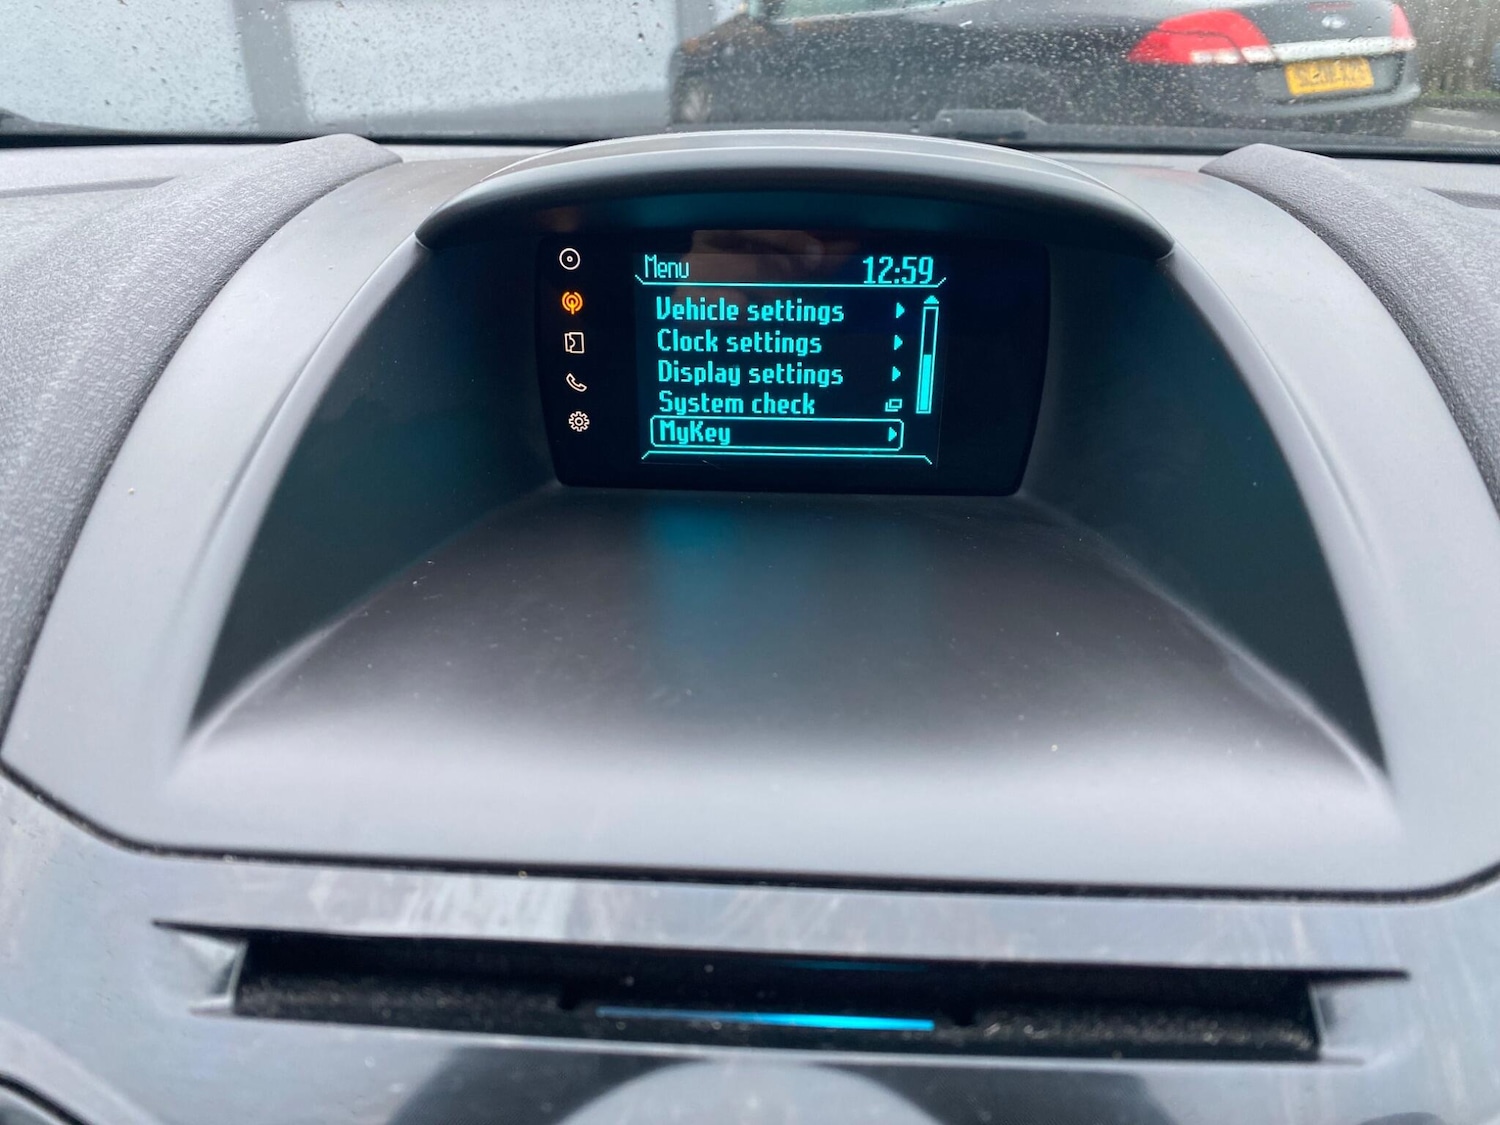 Menu 12:59
Vehicle settings
Clock settings
Display settings
System check
MyKey